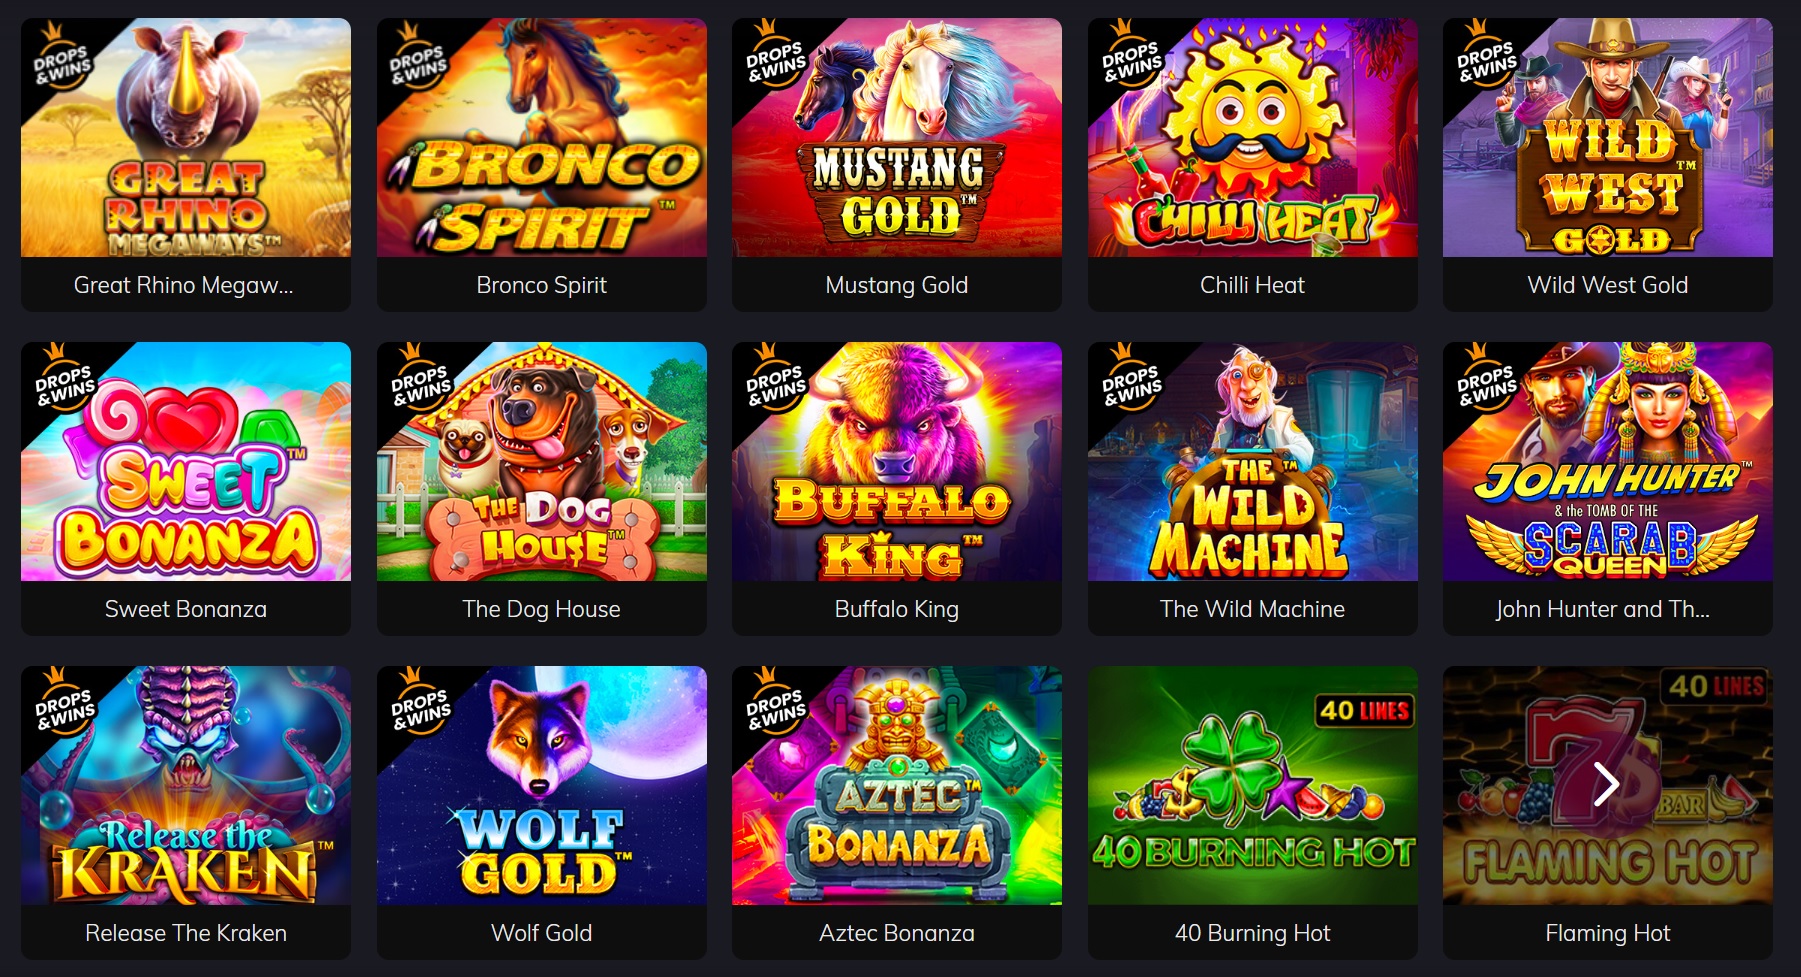 DROPS
&WINS
GREAT
RHINO
MEGAWAYS™
Great Rhino Megaw...
DROPS
&WINS
BRONCO
SPIRIT™
Bronco Spirit
DROPS
&WINS
MUSTANG
GOLD™
Mustang Gold
DROPS
&WINS
CHILLI HEAT
Chilli Heat
DROPS
&WINS
WILD
WEST™
GOLD
Wild West Gold
DROPS
&WINS
SWEET™
BONANZA
Sweet Bonanza
DROPS
&WINS
THE DOG
HOU$E™
The Dog House
DROPS
&WINS
BUFFALO
KING™
Buffalo King
DROPS
&WINS
THE™
WILD
MACHINE
The Wild Machine
DROPS
&WINS
JOHN HUNTER™
& the TOMB OF THE
SCARAB
QUEEN
John Hunter and Th...
DROPS
&WINS
Release the
KRAKEN™
Release The Kraken
DROPS
&WINS
WOLF
GOLD™
Wolf Gold
DROPS
&WINS
AZTEC™
BONANZA
Aztec Bonanza
40 LINES
40 BURNING HOT
40 Burning Hot
40 LINES
7
BAR
FLAMING HOT
Flaming Hot